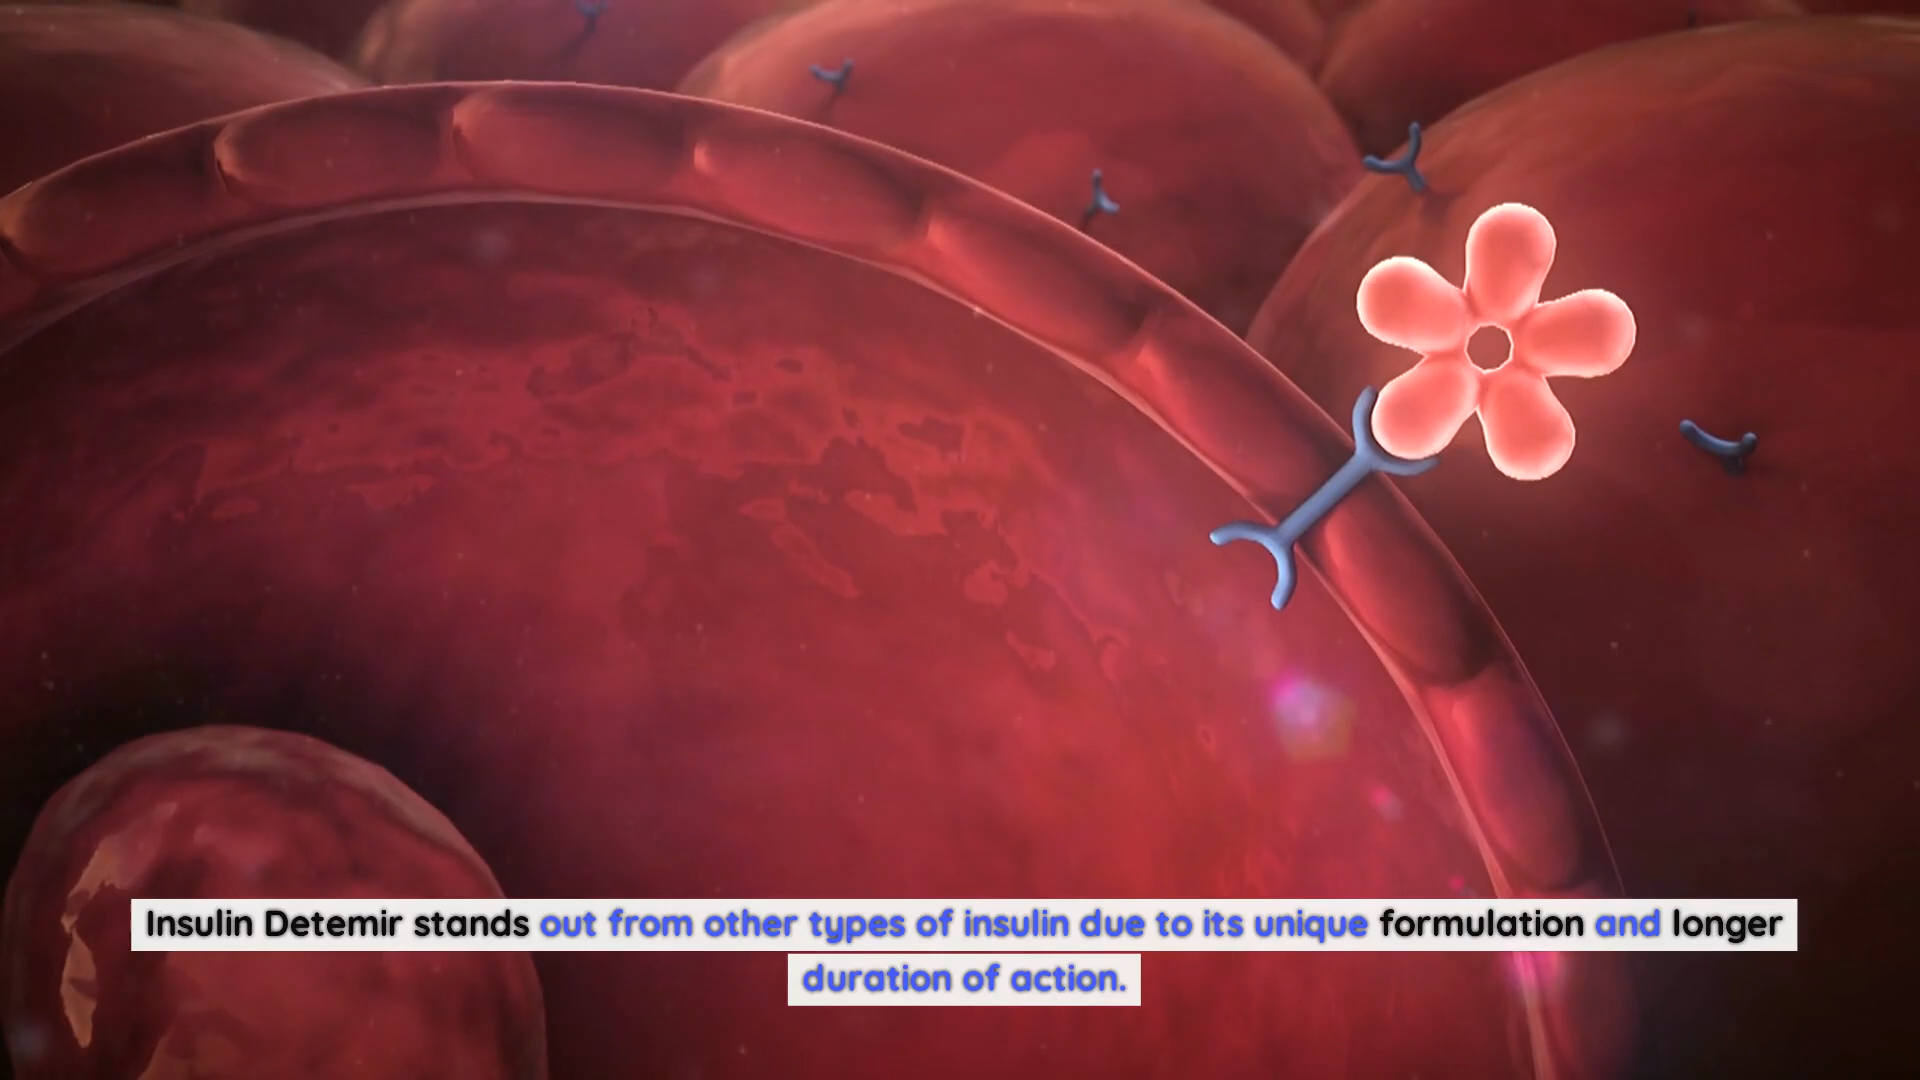 Insulin Detemir stands out from other types of insulin due to its unique formulation and longer
duration of action.